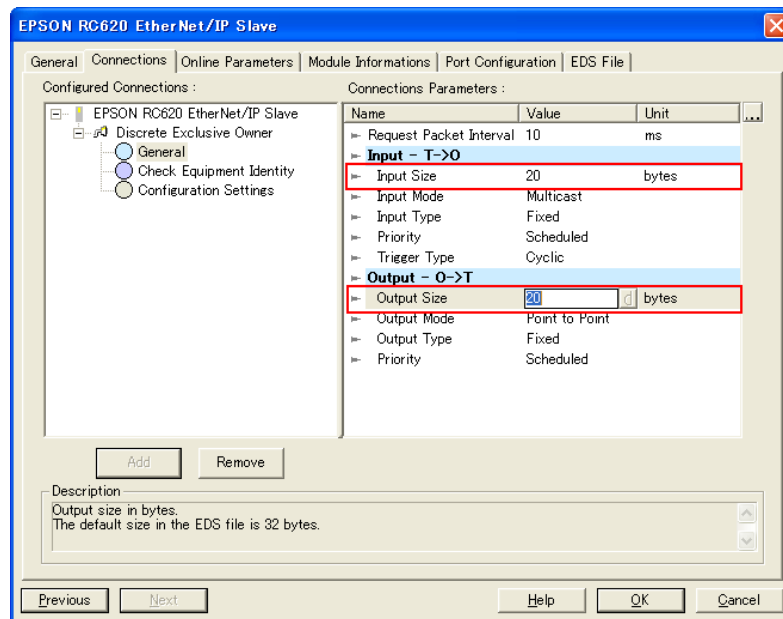 EPSON RC620 EtherNet/IP Slave
General Connections Online Parameters Module Informations Port Configuration EDS File
Configured Connections :
EPSON RC620 EtherNet/IP Slave
Discrete Exclusive Owner
General
Check Equipment Identity
Configuration Settings
Connections Parameters :
Name Value Unit ...
Request Packet Interval 10 ms
Input - T->O
Input Size 20 bytes
Input Mode Multicast
Input Type Fixed
Priority Scheduled
Trigger Type Cyclic
Output - O->T
Output Size 20 d bytes
Output Mode Point to Point
Output Type Fixed
Priority Scheduled
Add Remove
Description
Output size in bytes.
The default size in the EDS file is 32 bytes.
Previous Next Help OK Cancel